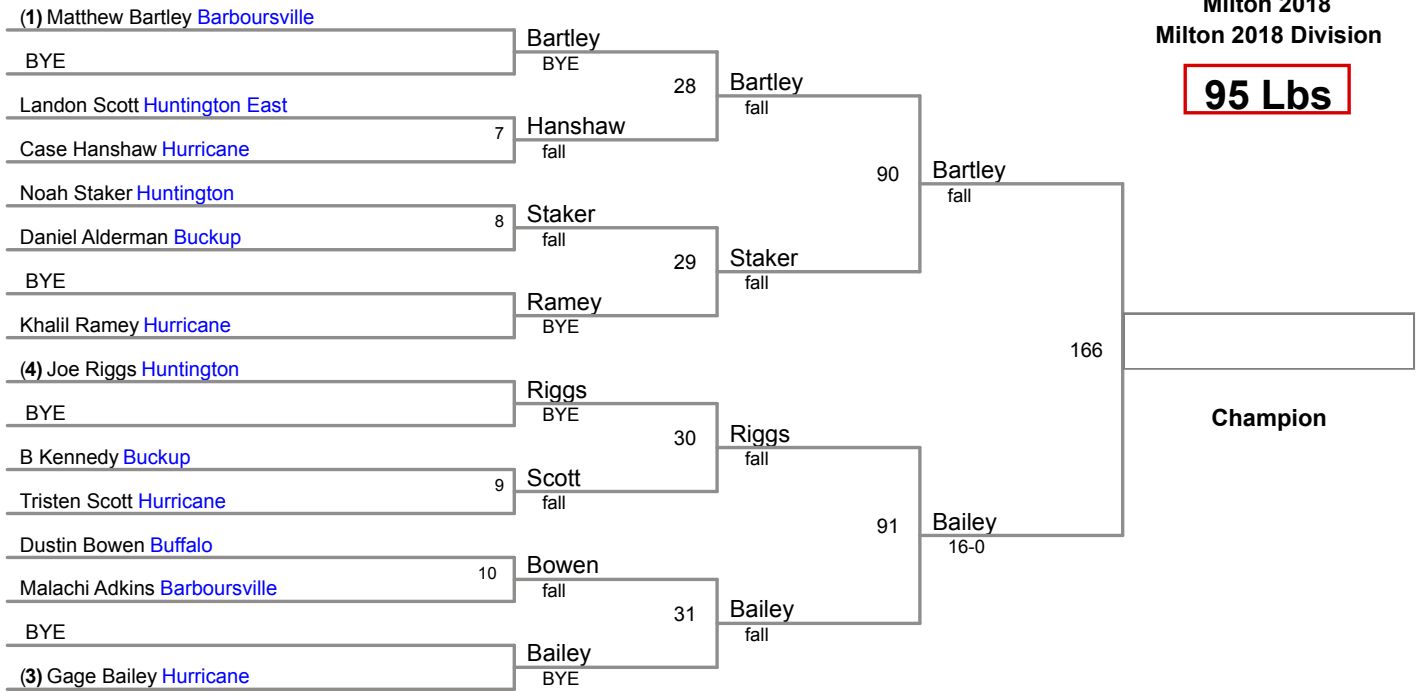 Milton 2018
Milton 2018 Division
95 Lbs
(1) Matthew Bartley Barboursville
BYE
Landon Scott Huntington East
Case Hanshaw Hurricane
Noah Staker Huntington
Daniel Alderman Buckup
BYE
Khalil Ramey Hurricane
(4) Joe Riggs Huntington
BYE
B Kennedy Buckup
Tristen Scott Hurricane
Dustin Bowen Buffalo
Malachi Adkins Barboursville
BYE
(3) Gage Bailey Hurricane
7
8
9
10
Bartley
BYE
Hanshaw
fall
Staker
fall
Ramey
BYE
Riggs
BYE
Scott
fall
Bowen
fall
Bailey
BYE
28
29
30
31
Bartley
fall
Staker
fall
Riggs
fall
Bailey
fall
90
91
Bartley
fall
Bailey
16-0
166
Champion